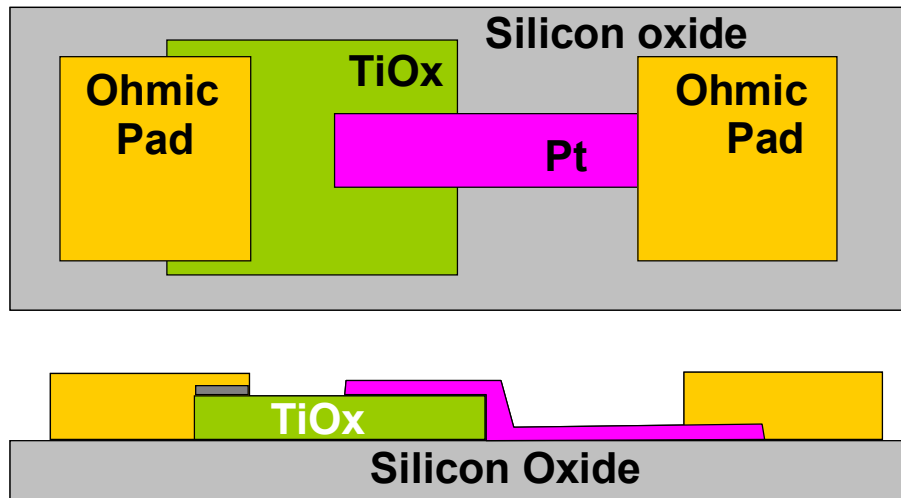 Silicon oxide
TiOx
Ohmic
Pad
Ohmic
Pad
Pt
TiOx
Silicon Oxide